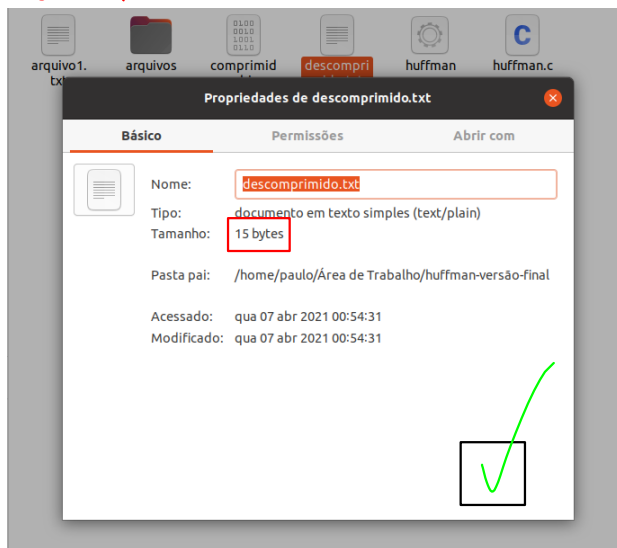 arquivo1. arquivos comprimid descompri huffman huffman.c
Propriedades de descomprimido.txt
Básico Permissões Abrir com
Nome: descomprimido.txt
Tipo: documento em texto simples (text/plain)
Tamanho: 15 bytes
Pasta pai: /home/paulo/Área de Trabalho/huffman-versão-final
Acessado: qua 07 abr 2021 00:54:31
Modificado: qua 07 abr 2021 00:54:31